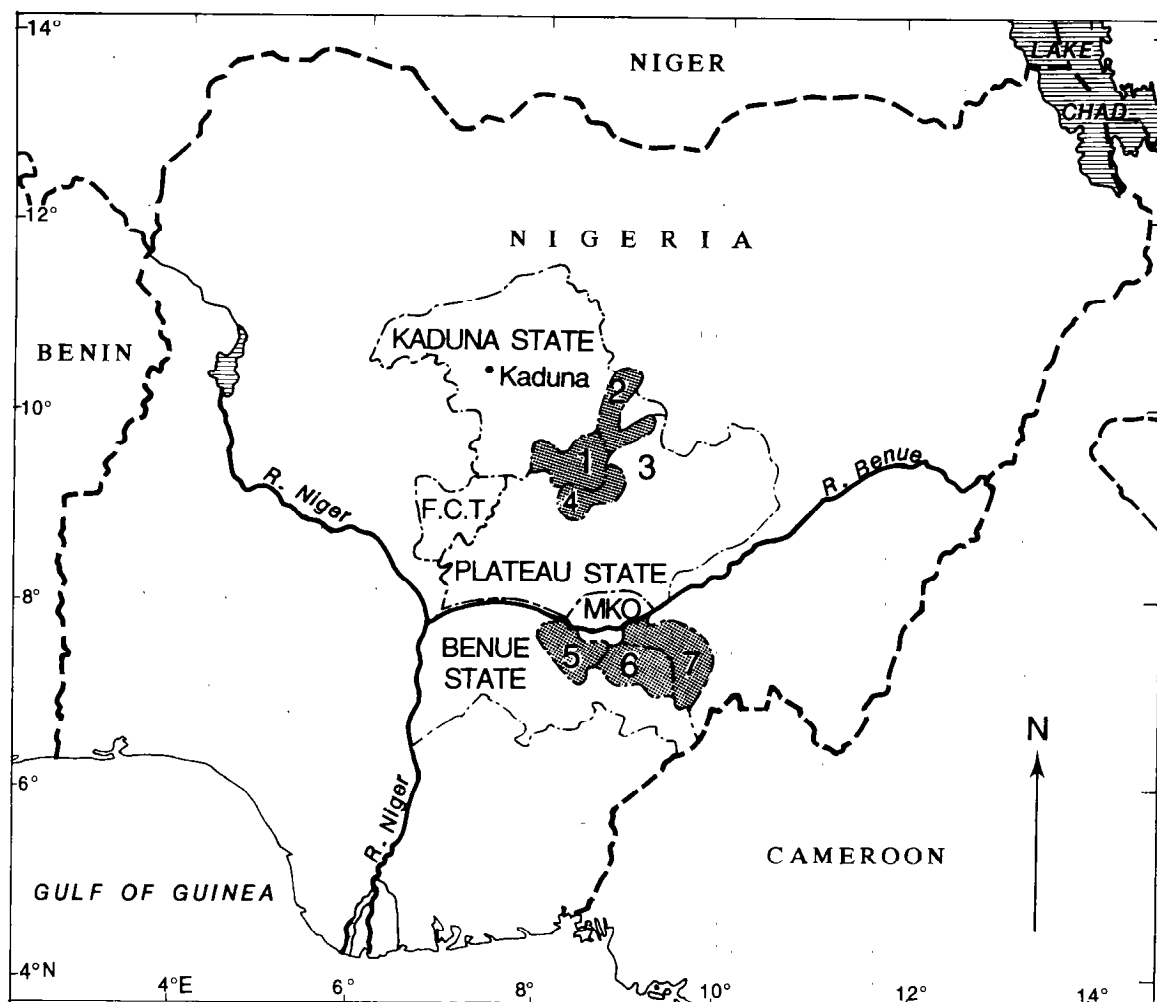 14°
NIGER
LAKE
CHAD
12°
NIGERIA
KADUNA STATE
BENIN
Kaduna
2
10°
1
3
R. Benue
4
R. Niger
F.C.T.
PLATEAU STATE
8°
MKO
BENUE
STATE
5
6
7
N
6°
R. Niger
CAMEROON
GULF OF GUINEA
4°N
4°E
6°
8°
10°
12°
14°